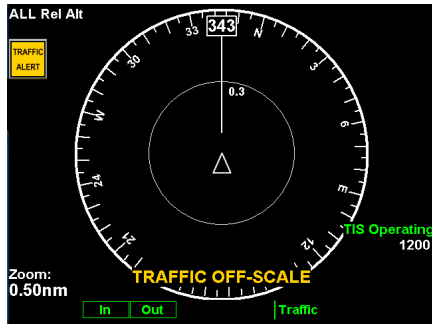 ALL Rel Alt
TRAFFIC
ALERT
343
33
N
30
3
0.3
W
6
24
E
21
12
TIS Operating
1200
TRAFFIC OFF-SCALE
Zoom:
0.50nm
In
Out
Traffic